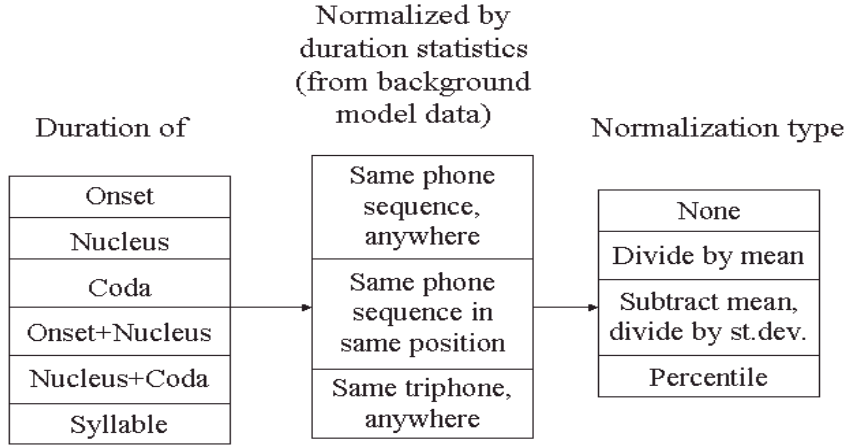 Duration of
Onset
Nucleus
Coda
Onset+Nucleus
Nucleus+Coda
Syllable
Normalized by
duration statistics
(from background
model data)
Same phone
sequence,
anywhere
Same phone
sequence in
same position
Same triphone,
anywhere
Normalization type
None
Divide by mean
Subtract mean,
divide by st.dev.
Percentile